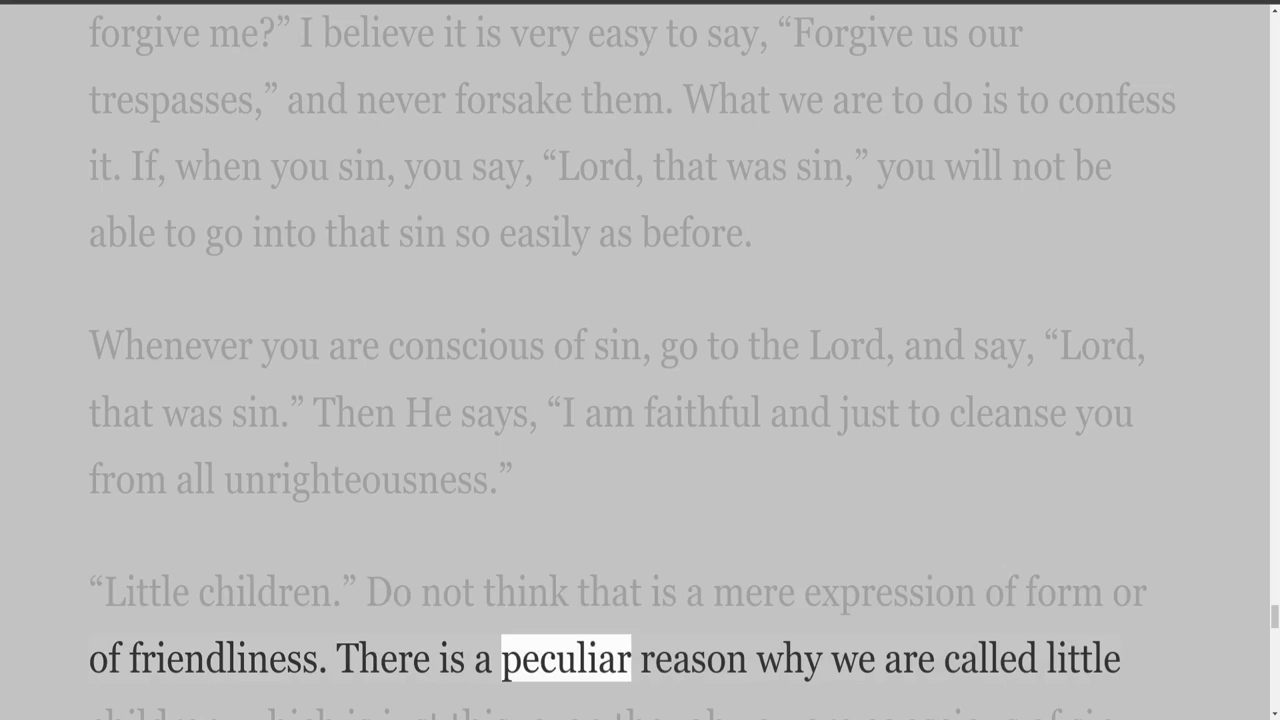 forgive me?” I believe it is very easy to say, “Forgive us our
trespasses,” and never forsake them. What we are to do is to confess
it. If, when you sin, you say, “Lord, that was sin,” you will not be
able to go into that sin so easily as before.
Whenever you are conscious of sin, go to the Lord, and say, “Lord,
that was sin.” Then He says, “I am faithful and just to cleanse you
from all unrighteousness.”
“Little children.” Do not think that is a mere expression of form or
of friendliness. There is a peculiar reason why we are called little